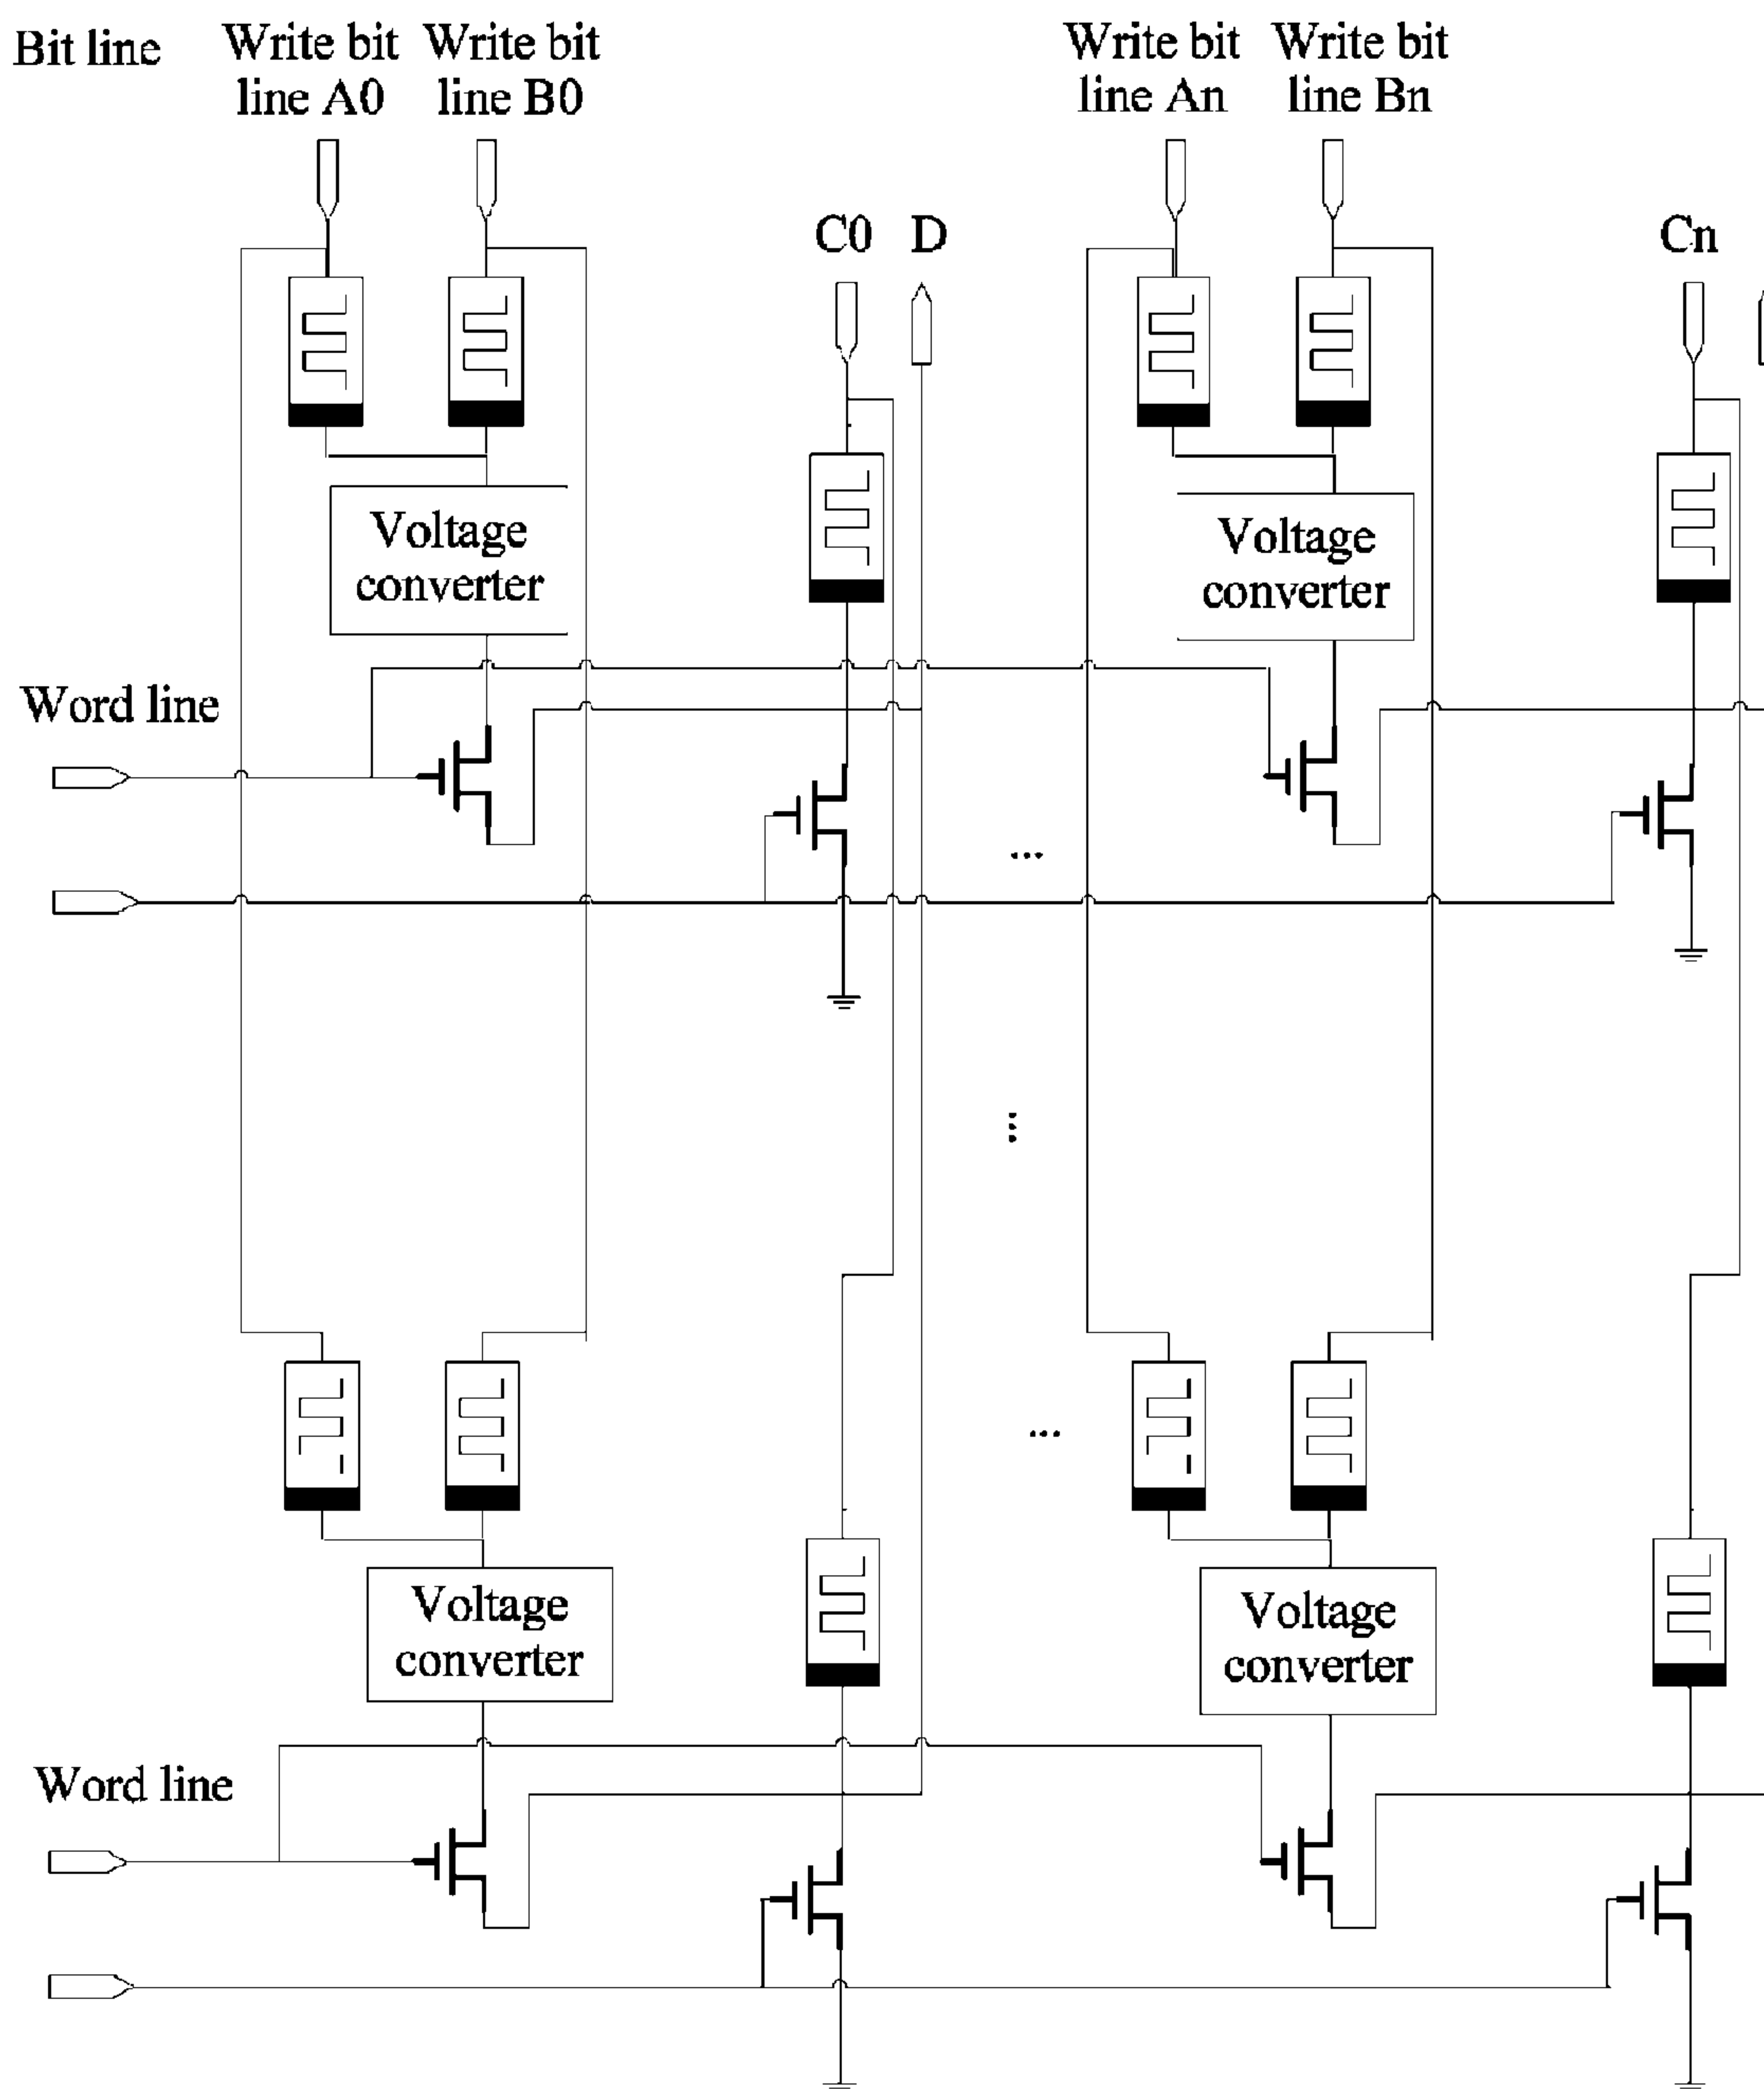 Bit line
Write bit
line A0
Write bit
line B0
Write bit
line An
Write bit
line Bn
C0
D
Cn
Voltage
converter
Voltage
converter
Word line
...
...
...
Voltage
converter
Voltage
converter
Word line